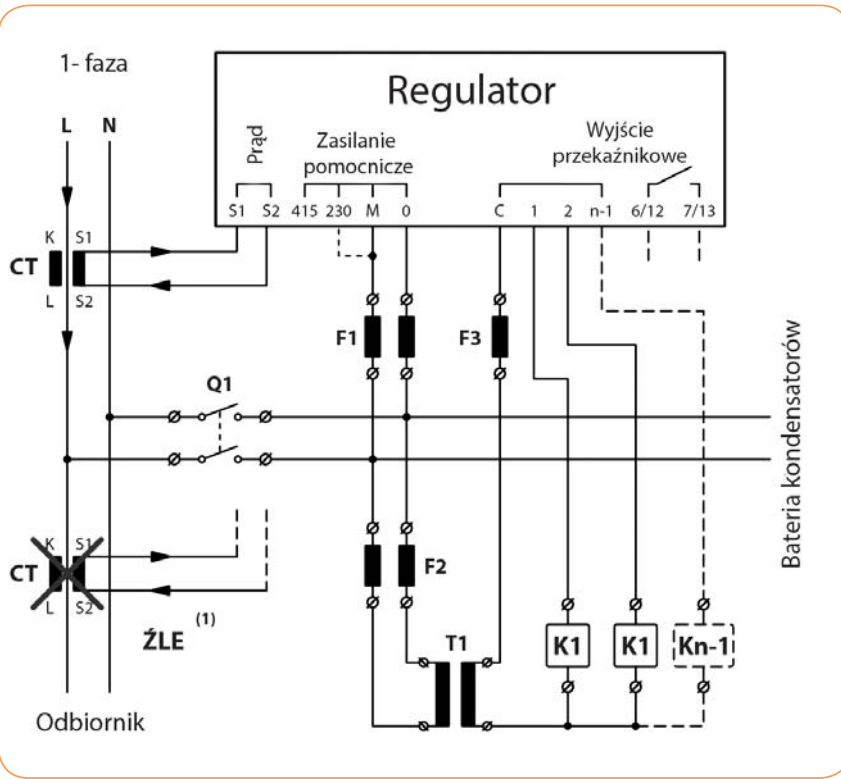 1- faza
Regulator
L N
Prąd
Zasilanie
pomocnicze
Wyjście
przekaźnikowe
S1 S2 415 230 M 0 C 1 2 n-1 6/12 7/13
K S1
CT
L S2
F1
F3
Q1
Bateria kondensatorów
K S1
CT
L S2
F2
ŹLE (1)
T1
K1 K1 Kn-1
Odbiornik